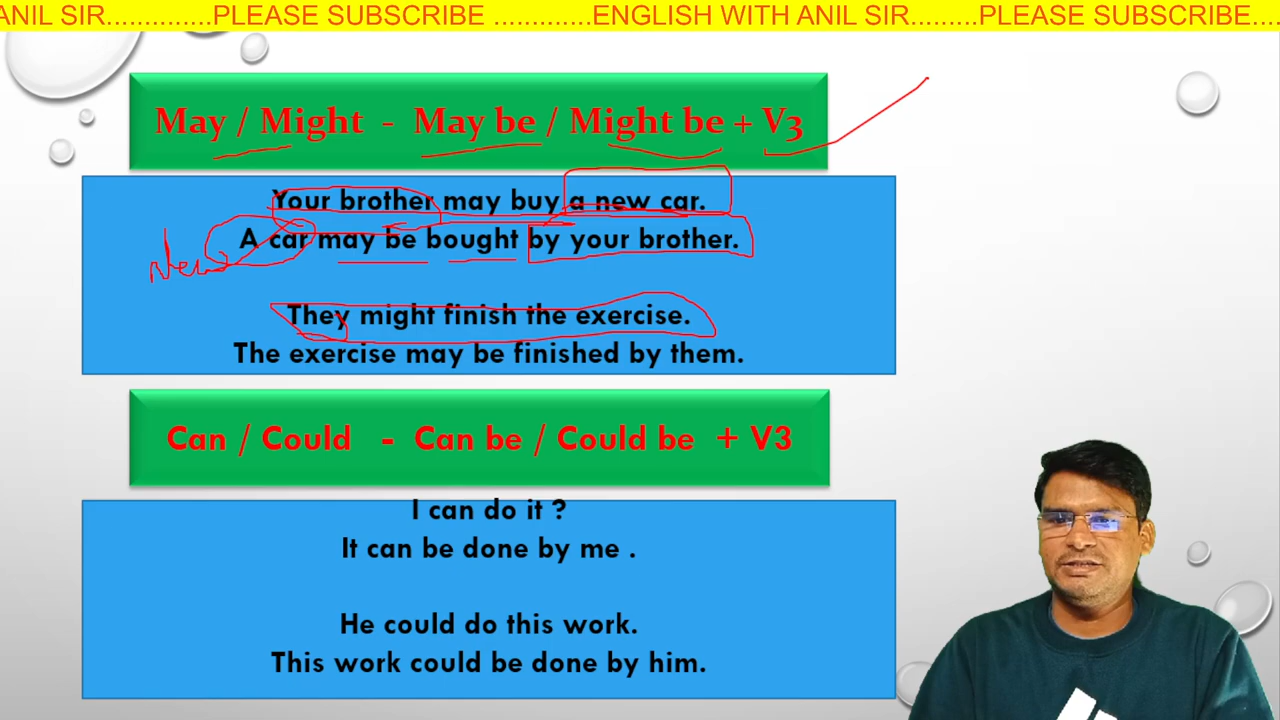 ANIL SIR.............PLEASE SUBSCRIBE .............ENGLISH WITH ANIL SIR.........PLEASE SUBSCRIBE....
May / Might - May be / Might be + V3
Your brother may buy a new car.
A car may be bought by your brother.
New
They might finish the exercise.
The exercise may be finished by them.
Can / Could - Can be / Could be + V3
I can do it ?
It can be done by me .
He could do this work.
This work could be done by him.